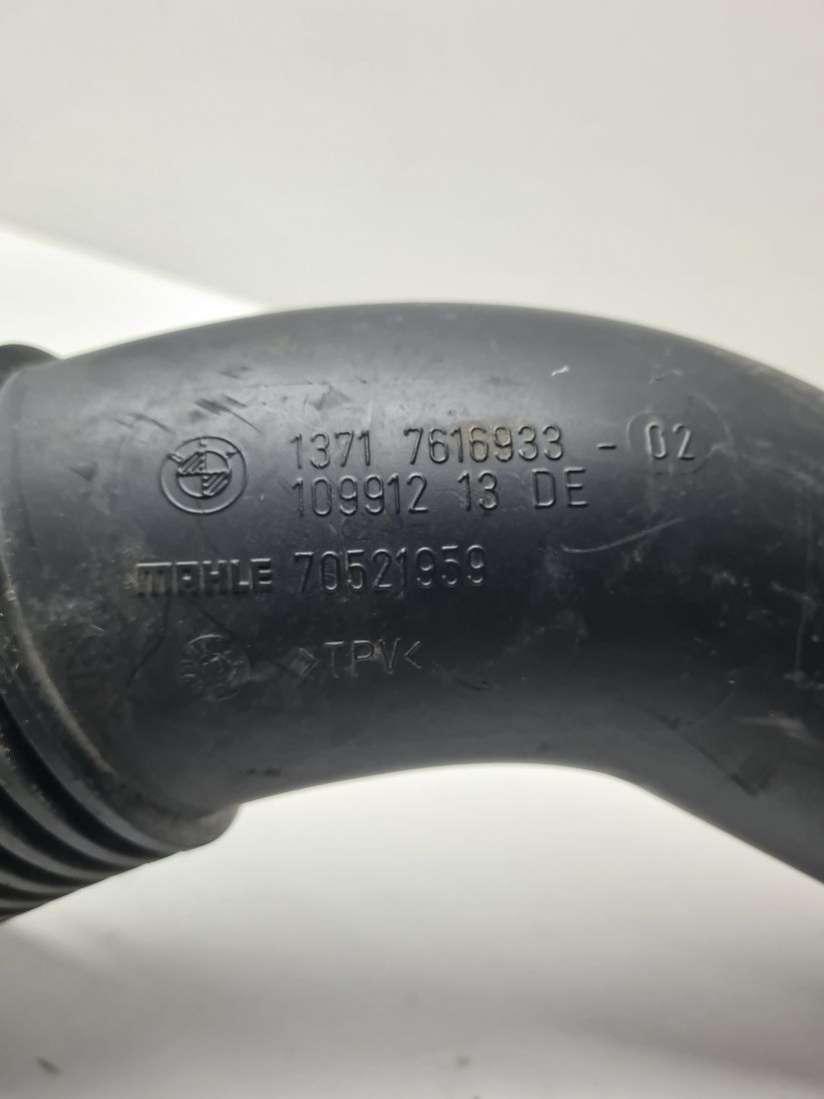 1371 7616933 - 02
109912 13 DE
MAHLE 70521959
>TPV<